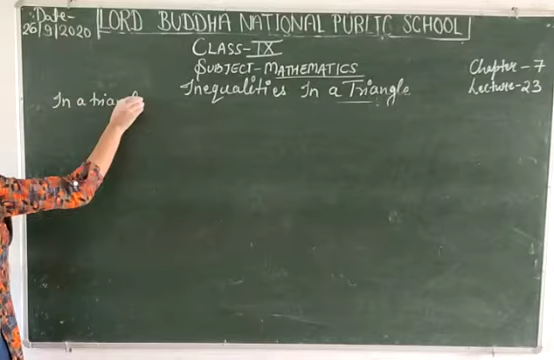 Date-
26/9/2020
LORD BUDDHA NATIONAL PUBLIC SCHOOL
CLASS-IX
SUBJECT-MATHEMATICS
Chapter-7
Inequalities In a Triangle
Lecture-23
In a triang